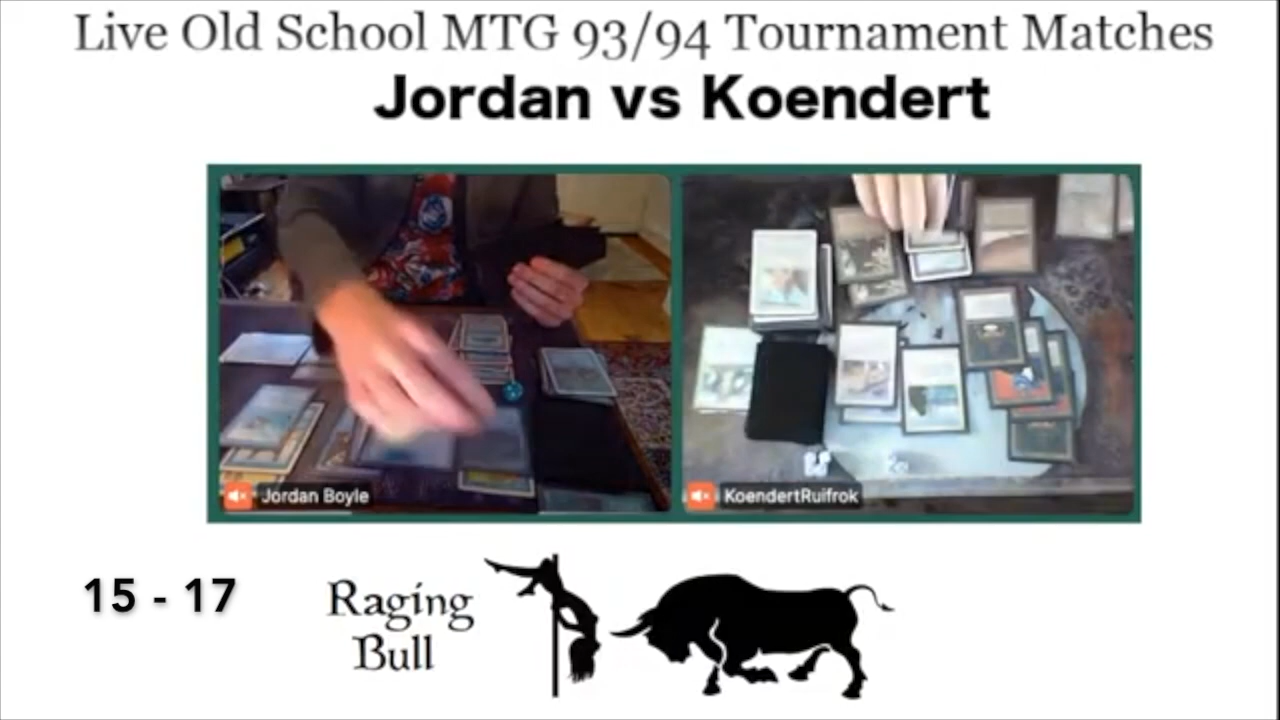 Live Old School MTG 93/94 Tournament Matches
Jordan vs Koendert
Jordan Boyle
KoendertRuifrok
15 - 17
Raging
Bull